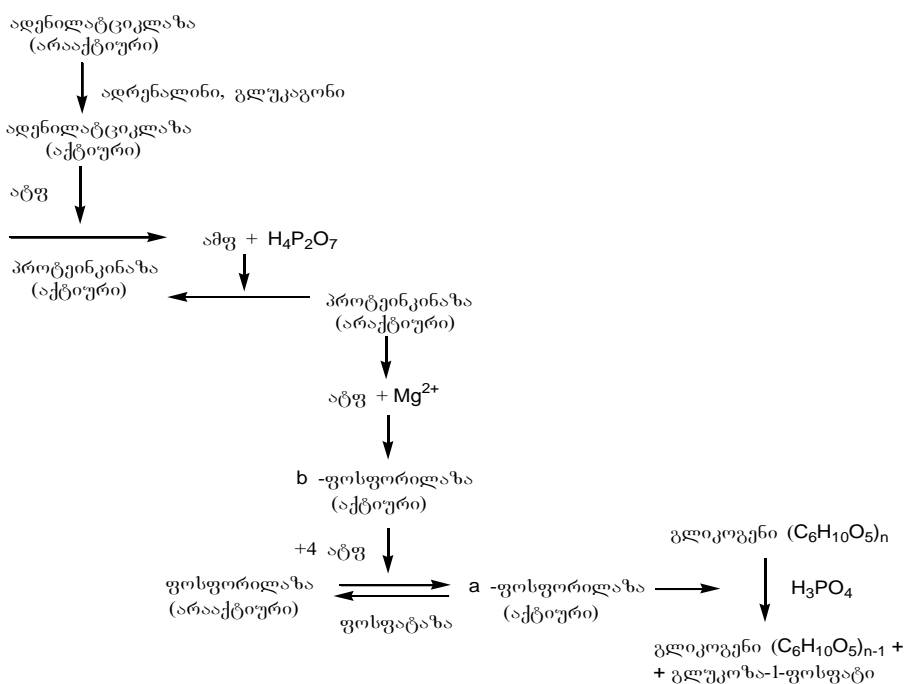 ადენილატციკლაზა
(არააქტიური)
ადრენალინი, გლუკაგონი
ადენილატციკლაზა
(აქტიური)
ატფ
ამფ + H₄P₂O₇
პროტეინკინაზა
(აქტიური)
პროტეინკინაზა
(არაქტიური)
ატფ + Mg²⁺
b -ფოსფორილაზა
(აქტიური)
+4 ატფ
გლიკოგენი (C₆H₁₀O₅)ₙ
ფოსფორილაზა
(არააქტიური)
ფოსფატაზა
a -ფოსფორილაზა
(აქტიური)
H₃PO₄
გლიკოგენი (C₆H₁₀O₅)ₙ₋₁ +
+ გლუკოზა-1-ფოსფატი